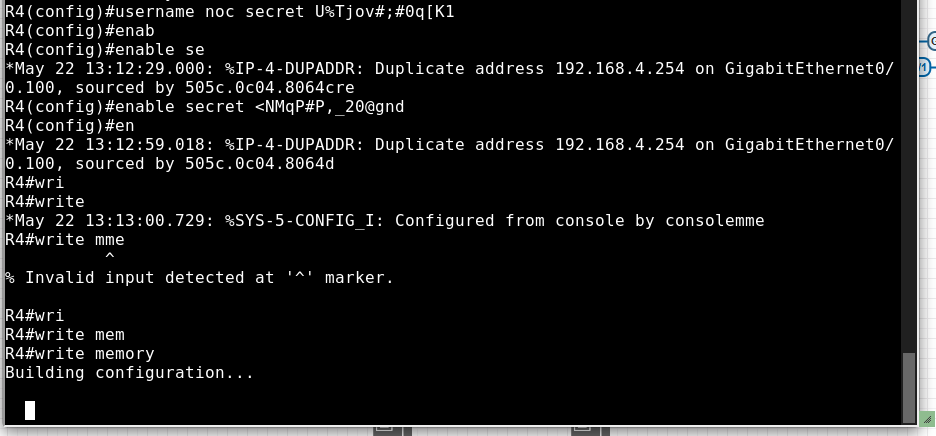 R4(config)#username noc secret U%Tjov#;#0q[K1
R4(config)#enab
R4(config)#enable se
*May 22 13:12:29.000: %IP-4-DUPADDR: Duplicate address 192.168.4.254 on GigabitEthernet0/
0.100, sourced by 505c.0c04.8064cre
R4(config)#enable secret <NMqP#P,_20@gnd
R4(config)#en
*May 22 13:12:59.018: %IP-4-DUPADDR: Duplicate address 192.168.4.254 on GigabitEthernet0/
0.100, sourced by 505c.0c04.8064d
R4#wri
R4#write
*May 22 13:13:00.729: %SYS-5-CONFIG_I: Configured from console by consolemme
R4#write mme
^
% Invalid input detected at '^' marker.
R4#wri
R4#write mem
R4#write memory
Building configuration...